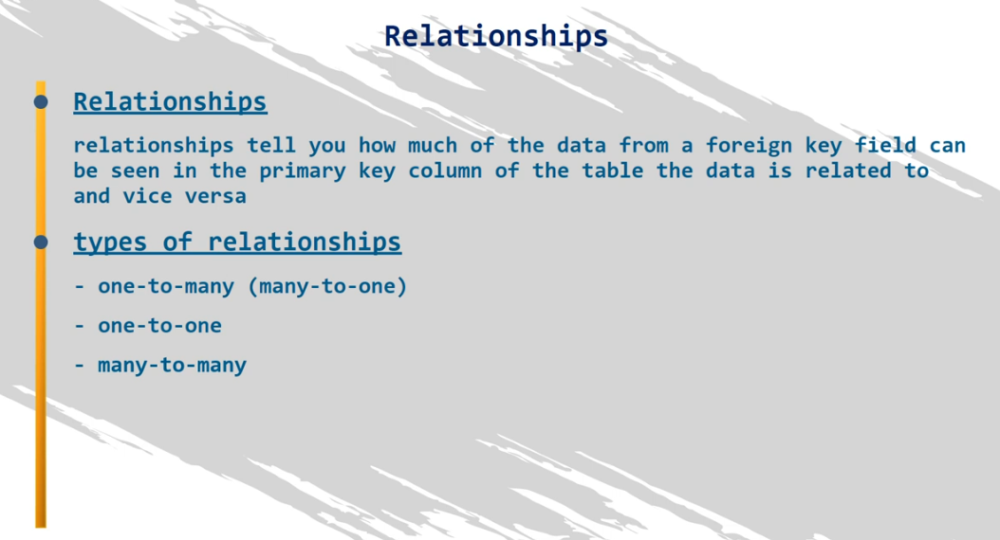 Relationships
Relationships
relationships tell you how much of the data from a foreign key field can
be seen in the primary key column of the table the data is related to
and vice versa
types of relationships
- one-to-many (many-to-one)
- one-to-one
- many-to-many